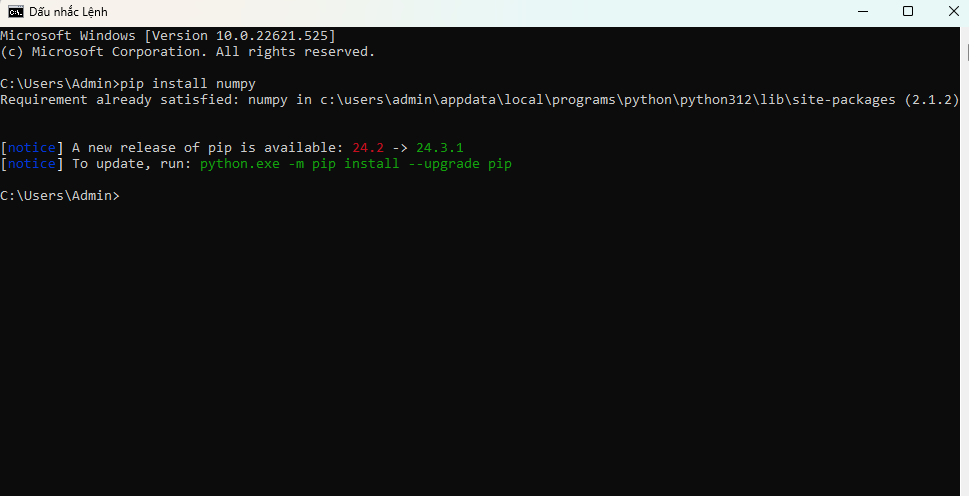 Dấu nhắc Lệnh
Microsoft Windows [Version 10.0.22621.525]
(c) Microsoft Corporation. All rights reserved.
C:\Users\Admin>pip install numpy
Requirement already satisfied: numpy in c:\users\admin\appdata\local\programs\python\python312\lib\site-packages (2.1.2)
[notice] A new release of pip is available: 24.2 -> 24.3.1
[notice] To update, run: python.exe -m pip install --upgrade pip
C:\Users\Admin>